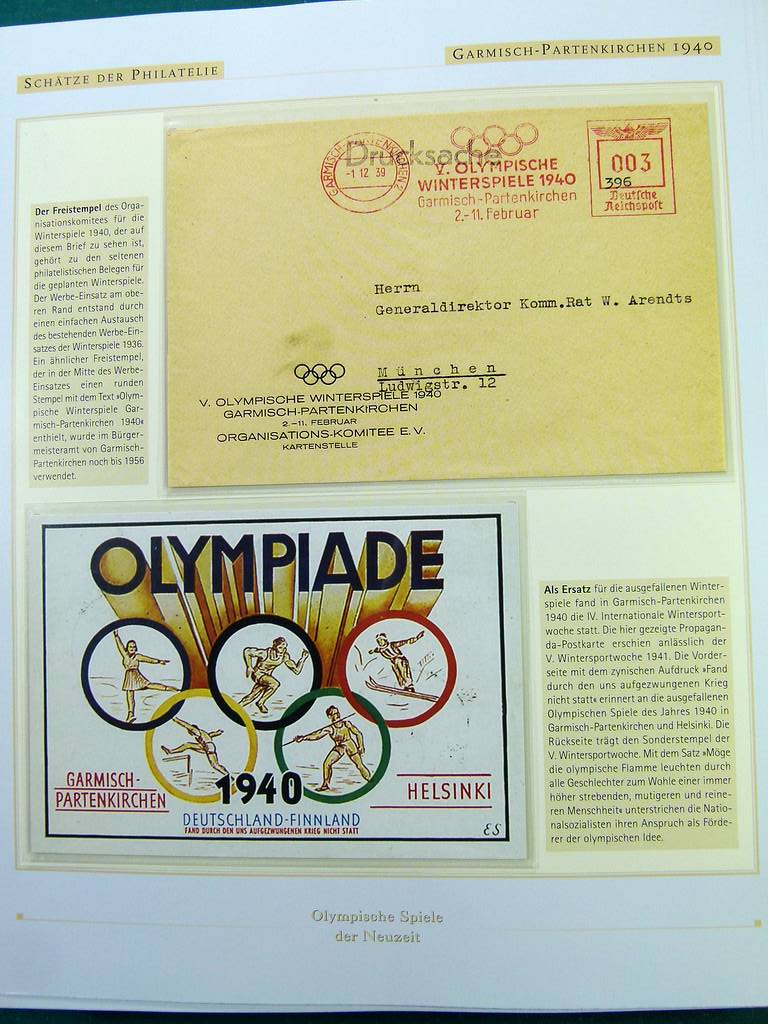 SCHÄTZE DER PHILATELIE
GARMISCH-PARTENKIRCHEN 1940
Der Freistempel des Orga-
nisationskomitees für die
Winterspiele 1940, der auf
diesem Brief zu sehen ist,
gehört zu den seltenen
philatelistischen Belegen für
die geplanten Winterspiele.
Der Werbe-Einsatz am obe-
ren Rand entstand durch
einen einfachen Austausch
des bestehenden Werbe-Ein-
satzes der Winterspiele 1936.
Ein ähnlicher Freistempel,
der in der Mitte des Werbe-
Einsatzes einen runden
Stempel mit dem Text »Olym-
pische Winterspiele Gar-
misch-Partenkirchen 1940«
enthielt, wurde im Bürger-
meisteramt von Garmisch-
Partenkirchen noch bis 1956
verwendet.
GARMISCH-PARTENKIRCHEN 2
-1 12 39
Drucksache
V. OLYMPISCHE
WINTERSPIELE 1940
Garmisch-Partenkirchen
2.-11. Februar
003
396
Deutsche
Reichspost
Herrn
Generaldirektor Komm.Rat W. Arendts
München
Ludwigstr. 12
V. OLYMPISCHE WINTERSPIELE 1940
GARMISCH-PARTENKIRCHEN
2.-11. FEBRUAR
ORGANISATIONS-KOMITEE E.V.
KARTENSTELLE
OLYMPIADE
GARMISCH-
PARTENKIRCHEN
1940
HELSINKI
DEUTSCHLAND-FINNLAND
FAND DURCH DEN UNS AUFGEZWUNGENEN KRIEG NICHT STATT
ES
Als Ersatz für die ausgefallenen Winter-
spiele fand in Garmisch-Partenkirchen
1940 die IV. Internationale Wintersport-
woche statt. Die hier gezeigte Propagan-
da-Postkarte erschien anlässlich der
V. Wintersportwoche 1941. Die Vorder-
seite mit dem zynischen Aufdruck »Fand
durch den uns aufgezwungenen Krieg
nicht statt« erinnert an die ausgefallenen
Olympischen Spiele des Jahres 1940 in
Garmisch-Partenkirchen und Helsinki. Die
Rückseite trägt den Sonderstempel der
V. Wintersportwoche. Mit dem Satz »Möge
die olympische Flamme leuchten durch
alle Geschlechter zum Wohle einer immer
höher strebenden, mutigeren und reine-
ren Menschheit« unterstrichen die Natio-
nalsozialisten ihren Anspruch als Förde-
rer der olympischen Idee.
Olympische Spiele
der Neuzeit